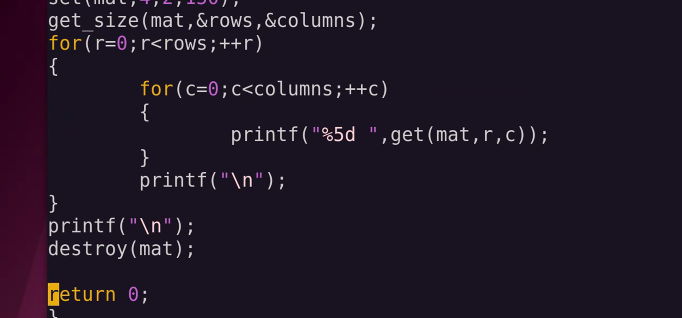 set(mat,4,2,150);
get_size(mat,&rows,&columns);
for(r=0;r<rows;++r)
{
for(c=0;c<columns;++c)
{
printf("%5d ",get(mat,r,c));
}
printf("\n");
}
printf("\n");
destroy(mat);
return 0;
}